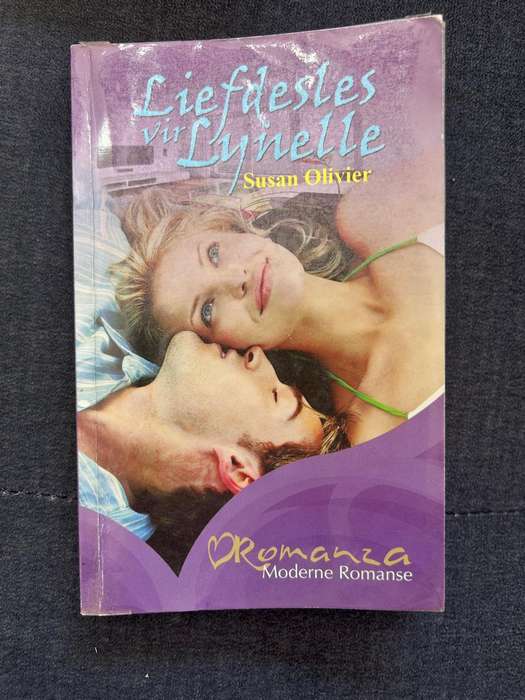 Liefdesles
vir Lynelle
Susan Olivier
Romanza
Moderne Romanse